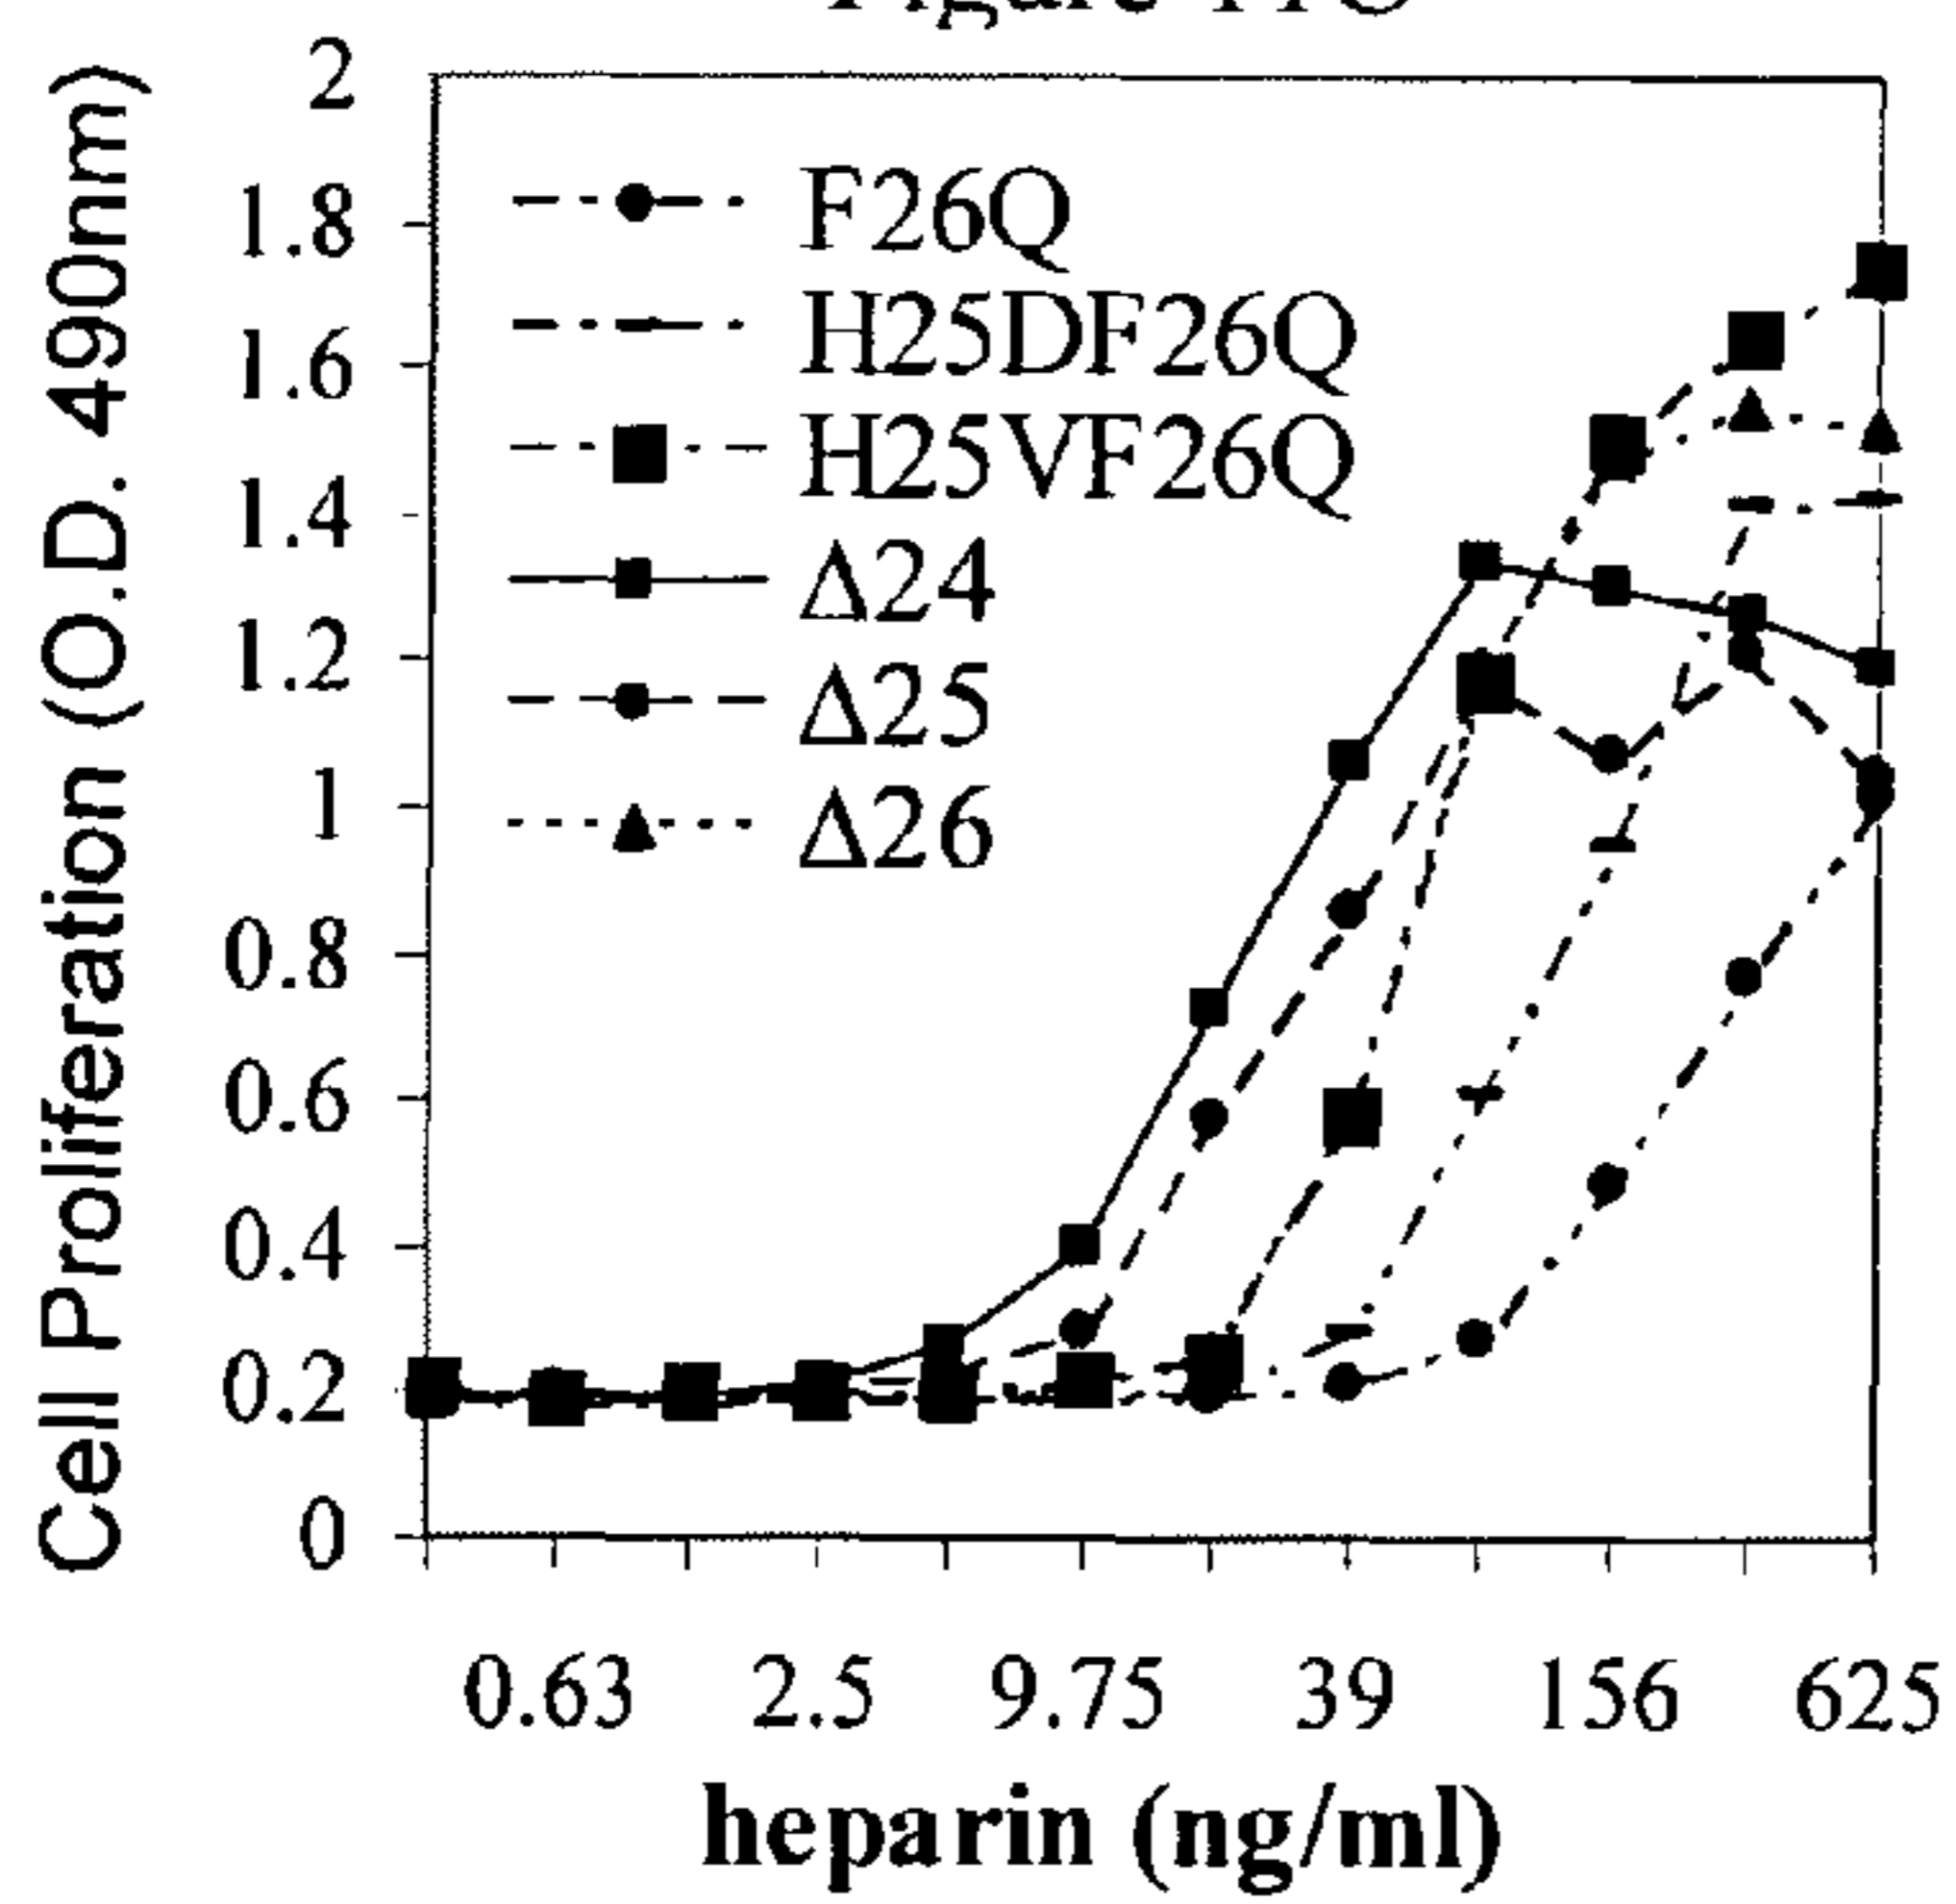 2
1.8
1.6
1.4
1.2
1
0.8
0.6
0.4
0.2
0
Cell Proliferation (O.D. 490nm)
F26Q
H25DF26Q
H25VF26Q
Δ24
Δ25
Δ26
0.63 2.5 9.75 39 156 625
heparin (ng/ml)